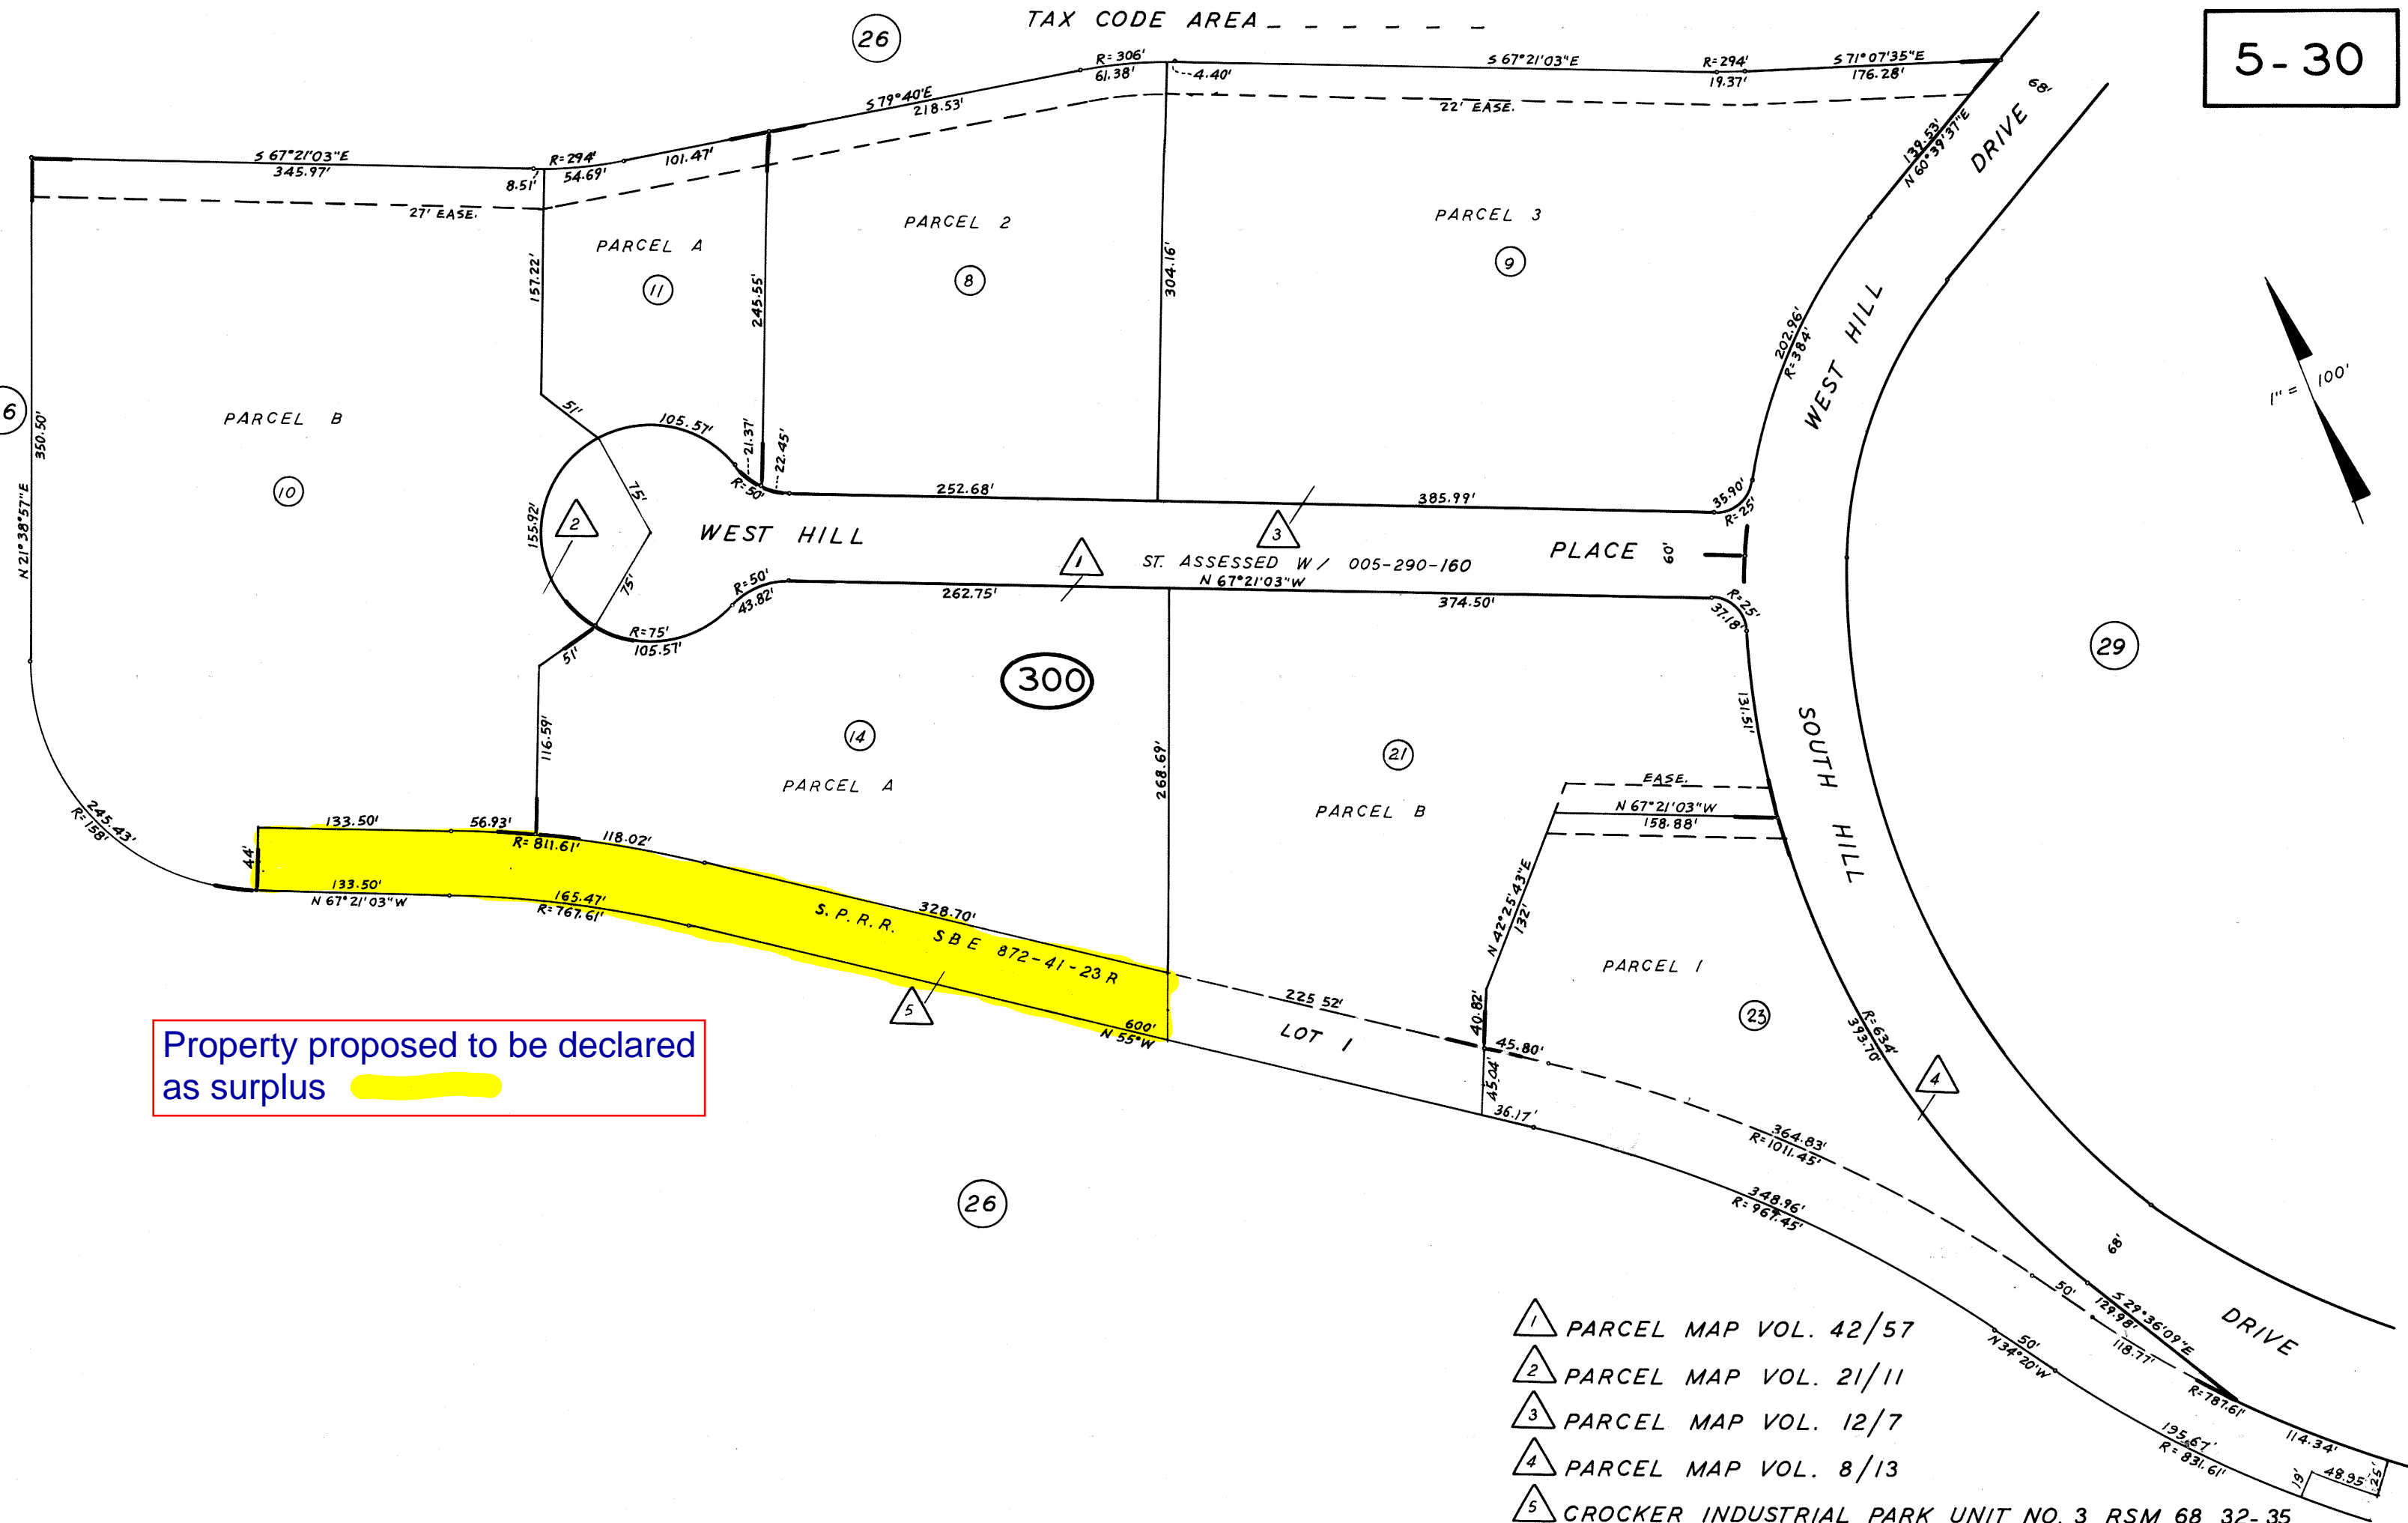 TAX CODE AREA
5-30
26
R=306'
61.38'
4.40'
S 67°21'03"E
R=294'
19.37'
S 71°07'35"E
176.28'
68'
S 79°40'E
218.53'
22' EASE.
139.53'
N 60°39'37"E
DRIVE
S 67°21'03"E
345.97'
8.51'
R=294'
54.69'
101.47'
27' EASE.
PARCEL A
11
PARCEL 2
8
PARCEL 3
9
157.22'
245.55'
304.16'
202.96'
R=384'
WEST HILL
1" = 100'
6
350.50'
N 21°38'57"E
PARCEL B
10
51'
105.57'
21.37'
22.45'
R=50'
75'
252.68'
385.99'
35.90'
R=25'
155.92'
2
WEST HILL
3
PLACE
60'
1
ST. ASSESSED W/ 005-290-160
N 67°21'03"W
75'
R=50'
43.82'
262.75'
374.50'
R=25'
37.18'
R=75'
105.57'
51'
29
300
131.51'
SOUTH HILL
116.59'
14
PARCEL A
268.69'
21
PARCEL B
EASE.
N 67°21'03"W
158.88'
245.43'
R=158'
133.50'
56.93'
R=811.61'
118.02'
44'
133.50'
N 67°21'03"W
165.47'
R=767.61'
S.P.R.R. SBE 872-41-23R
328.70'
N 42°25'43"E
132'
PARCEL 1
23
5
600'
N 55°W
225.52'
LOT 1
40.82'
45.80'
45.04'
36.17'
R=634'
393.70'
4
Property proposed to be declared
as surplus
364.83'
R=1011.45'
26
348.96'
R=967.45'
68'
50'
S 29°36'09"E
129.98'
118.77'
DRIVE
50'
N 34°20'W
R=787.61'
114.34'
195.67'
R=831.61'
19'
48.95'
25'
1 PARCEL MAP VOL. 42/57
2 PARCEL MAP VOL. 21/11
3 PARCEL MAP VOL. 12/7
4 PARCEL MAP VOL. 8/13
5 CROCKER INDUSTRIAL PARK UNIT NO. 3 RSM 68 32-35